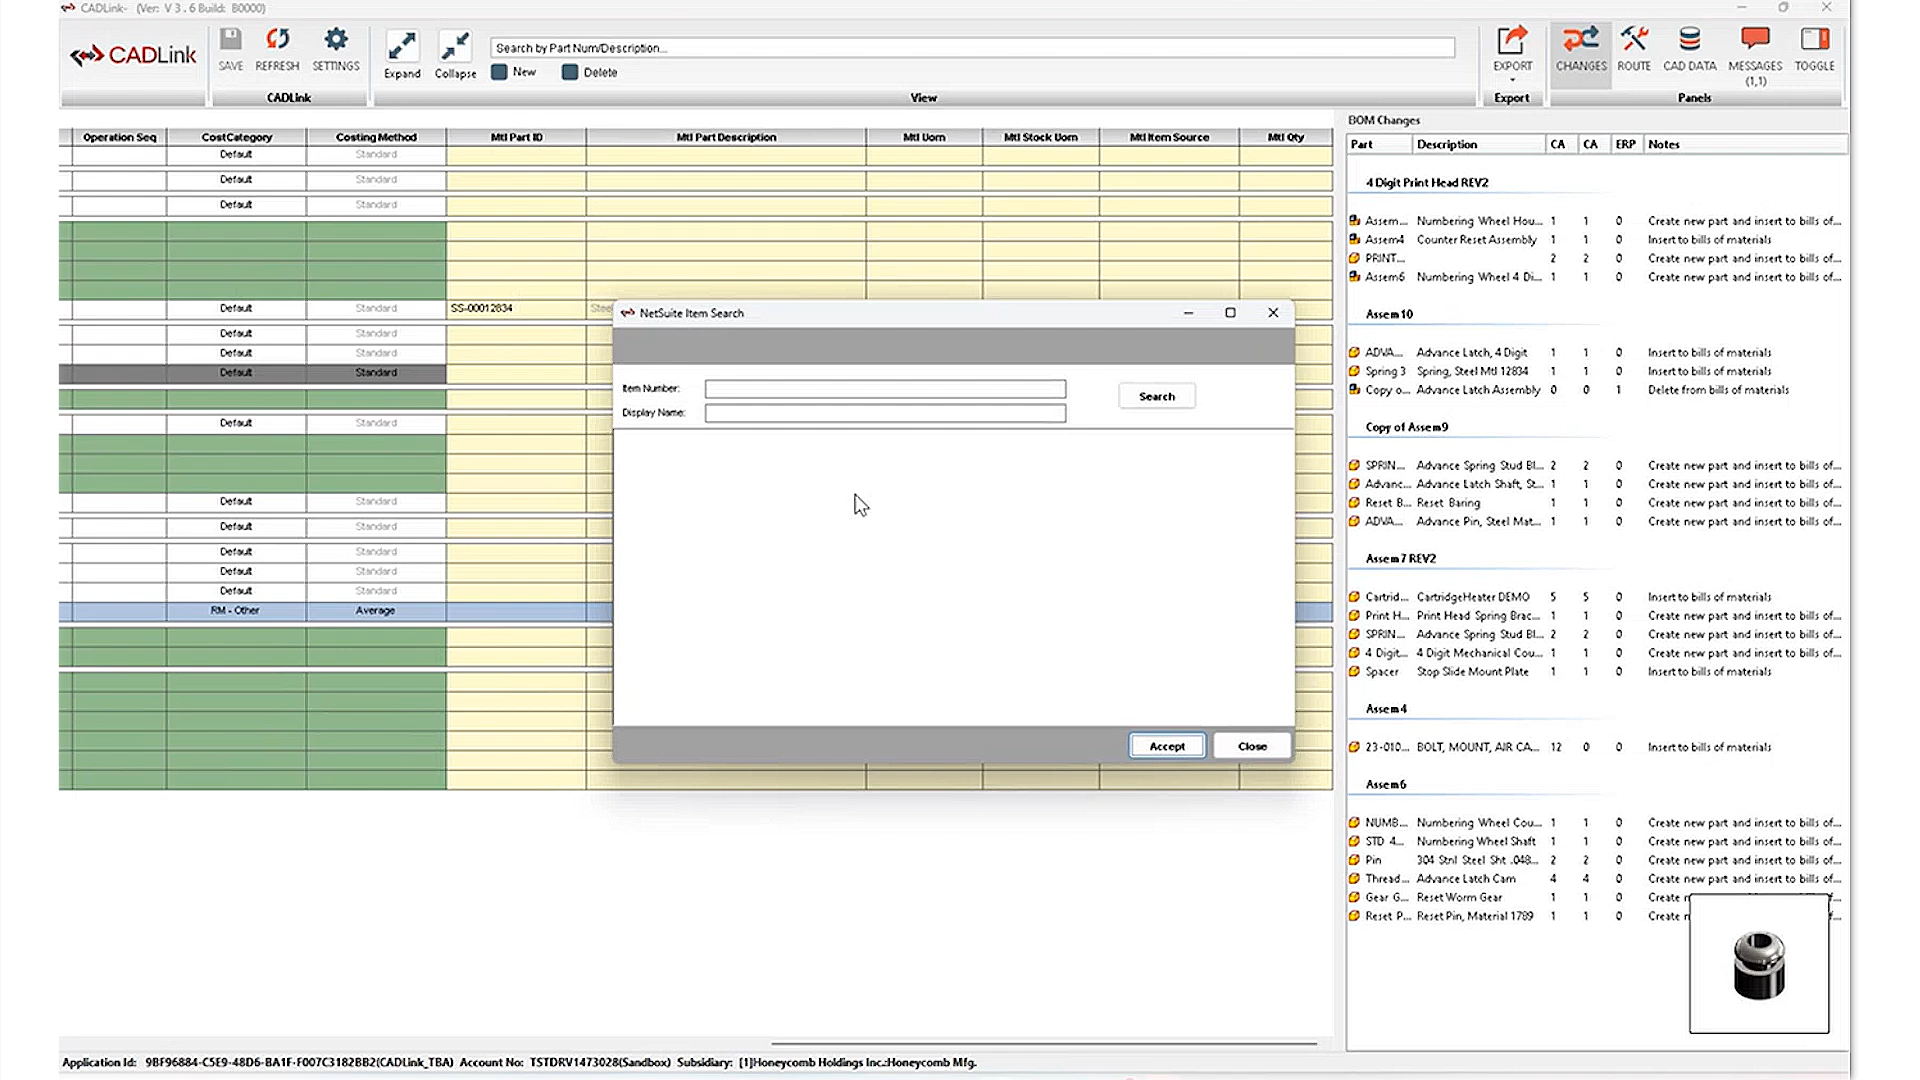 CADLink- (Ver: V 3 . 6 Build: B0000)
CADLink
SAVE
REFRESH
SETTINGS
CADLink
Expand
Collapse
Search by Part Num/Description...
New
Delete
View
EXPORT
Export
CHANGES
ROUTE
CAD DATA
MESSAGES
(1,1)
TOGGLE
Panels
Operation Seq CostCategory Costing Method Mtl Part ID Mtl Part Description Mtl Uom Mtl Stock Uom Mtl Item Source Mtl Qty
Default Standard
Default Standard
Default Standard
Default Standard SS-00012834 Steel
Default Standard
Default Standard
Default Standard
Default Standard
Default Standard
Default Standard
Default Standard
Default Standard
Default Standard
RM - Other Average
NetSuite Item Search
Item Number:
Display Name:
Search
Accept
Close
BOM Changes
Part Description CA CA ERP Notes
4 Digit Print Head REV2
Assem... Numbering Wheel Hou... 1 1 0 Create new part and insert to bills of...
Assem4 Counter Reset Assembly 1 1 0 Insert to bills of materials
PRINT... 2 2 0 Create new part and insert to bills of...
Assem6 Numbering Wheel 4 Di... 1 1 0 Create new part and insert to bills of...
Assem10
ADVA... Advance Latch, 4 Digit 1 1 0 Insert to bills of materials
Spring 3 Spring, Steel Mtl 12834 1 1 0 Insert to bills of materials
Copy o... Advance Latch Assembly 0 0 1 Delete from bills of materials
Copy of Assem9
SPRIN... Advance Spring Stud Bl... 2 2 0 Create new part and insert to bills of...
Advanc... Advance Latch Shaft, St... 1 1 0 Create new part and insert to bills of...
Reset B... Reset Baring 1 1 0 Create new part and insert to bills of...
ADVA... Advance Pin, Steel Mat... 1 1 0 Create new part and insert to bills of...
Assem7 REV2
Cartrid... CartridgeHeater DEMO 5 5 0 Insert to bills of materials
Print H... Print Head Spring Brac... 1 1 0 Create new part and insert to bills of...
SPRIN... Advance Spring Stud Bl... 2 2 0 Create new part and insert to bills of...
4 Digit... 4 Digit Mechanical Cou... 1 1 0 Create new part and insert to bills of...
Spacer Stop Slide Mount Plate 1 1 0 Insert to bills of materials
Assem4
23-010... BOLT, MOUNT, AIR CA... 12 0 0 Insert to bills of materials
Assem6
NUMB... Numbering Wheel Cou... 1 1 0 Create new part and insert to bills of...
STD 4... Numbering Wheel Shaft 1 1 0 Create new part and insert to bills of...
Pin 304 Stnl Steel Sht .048... 2 2 0 Create new part and insert to bills of...
Thread... Advance Latch Cam 4 4 0 Create new part and insert to bills of...
Gear G... Reset Worm Gear 1 1 0 Create n
Reset P... Reset Pin, Material 1789 1 1 0 Create n
Application Id: 9BF96884-C5E9-48D6-BA1F-F007C3182BB2(CADLink_TBA) Account No: TSTDRV1473028(Sandbox) Subsidiary: [1]Honeycomb Holdings Inc.:Honeycomb Mfg.